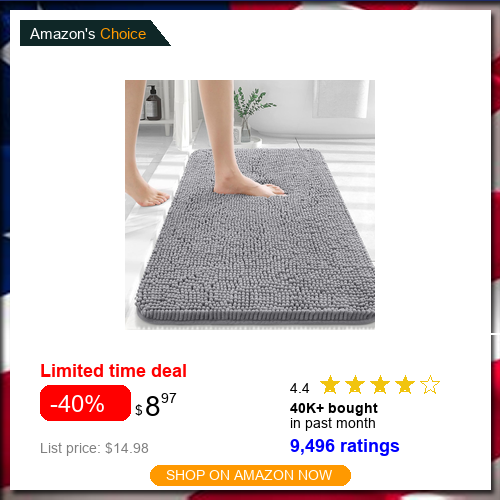 Amazon's Choice
Limited time deal
-40% $8 97
List price: $14.98
4.4
40K+ bought
in past month
9,496 ratings
SHOP ON AMAZON NOW